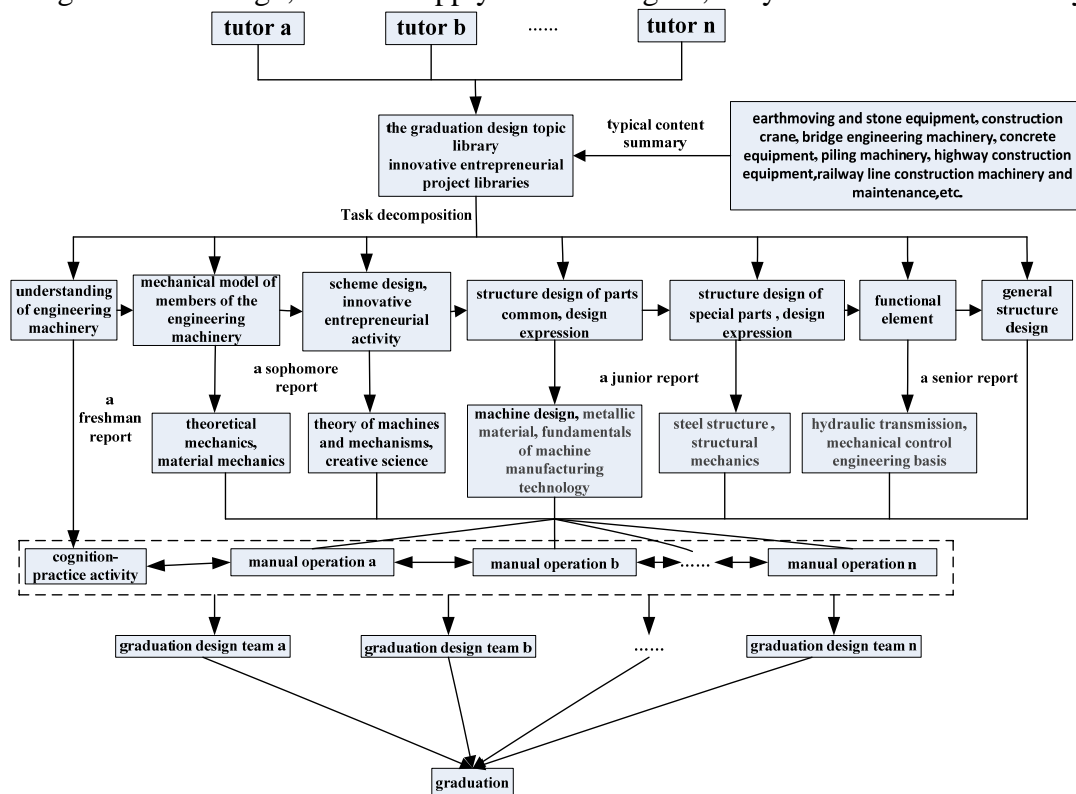 tutor a
tutor b
......
tutor n
the graduation design topic
library
innovative entrepreneurial
project libraries
typical content
summary
earthmoving and stone equipment, construction
crane, bridge engineering machinery, concrete
equipment, piling machinery, highway construction
equipment,railway line construction machinery and
maintenance,etc.
Task decomposition
understanding
of engineering
machinery
mechanical model of
members of the
engineering
machinery
scheme design,
innovative
entrepreneurial
activity
structure design of parts
common, design
expression
structure design of
special parts , design
expression
functional
element
general
structure
design
a
freshman
report
a sophomore
report
a junior report
a senior report
theoretical
mechanics,
material mechanics
theory of machines
and mechanisms,
creative science
machine design, metallic
material, fundamentals
of machine
manufacturing
technology
steel structure ,
structural
mechanics
hydraulic transmission,
mechanical control
engineering basis
cognition-
practice activity
manual operation a
manual operation b
......
manual operation n
graduation design team a
graduation design team b
......
graduation design team n
graduation